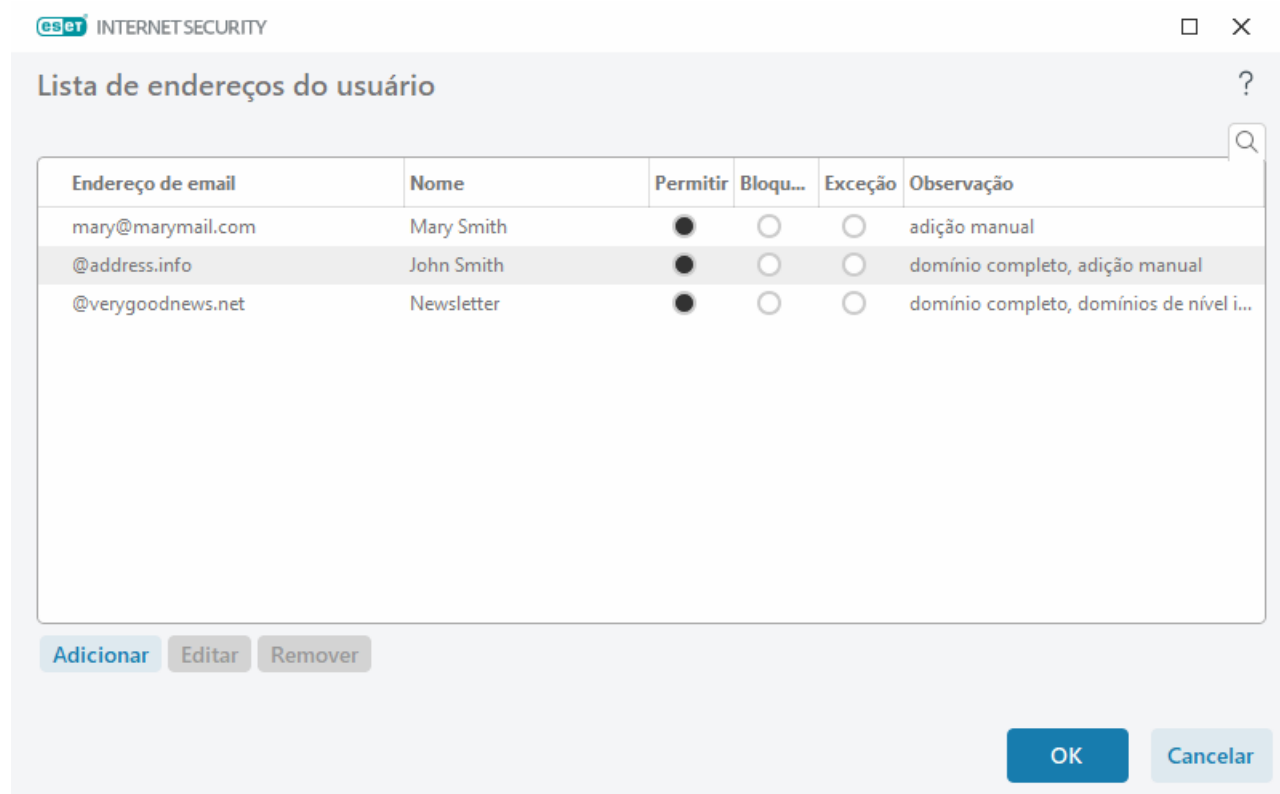 eset INTERNET SECURITY
Lista de endereços do usuário
?
Endereço de email Nome Permitir Bloqu... Exceção Observação
mary@marymail.com Mary Smith adição manual
@address.info John Smith domínio completo, adição manual
@verygoodnews.net Newsletter domínio completo, domínios de nível i...
Adicionar Editar Remover
OK Cancelar